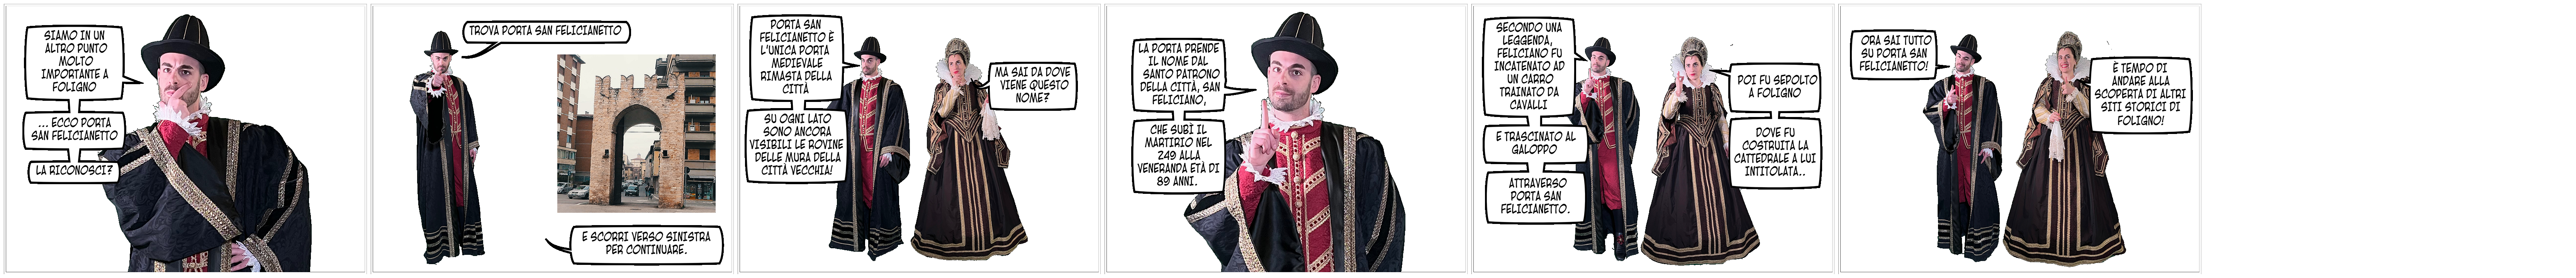 SIAMO IN UN
ALTRO PUNTO
MOLTO
IMPORTANTE A
FOLIGNO
... ECCO PORTA
SAN FELICIANETTO
LA RICONOSCI?
TROVA PORTA SAN FELICIANETTO
E SCORRI VERSO SINISTRA
PER CONTINUARE.
PORTA SAN
FELICIANETTO È
L'UNICA PORTA
MEDIEVALE
RIMASTA DELLA
CITTÀ
SU OGNI LATO
SONO ANCORA
VISIBILI LE ROVINE
DELLE MURA DELLA
CITTÀ VECCHIA!
MA SAI DA DOVE
VIENE QUESTO
NOME?
LA PORTA PRENDE
IL NOME DAL
SANTO PATRONO
DELLA CITTÀ, SAN
FELICIANO,
CHE SUBÌ IL
MARTIRIO NEL
249 ALLA
VENERANDA ETÀ DI
89 ANNI.
SECONDO UNA
LEGGENDA,
FELICIANO FU
INCATENATO AD
UN CARRO
TRAINATO DA
CAVALLI
E TRASCINATO AL
GALOPPO
ATTRAVERSO
PORTA SAN
FELICIANETTO.
POI FU SEPOLTO
A FOLIGNO
DOVE FU
COSTRUITA LA
CATTEDRALE A LUI
INTITOLATA..
ORA SAI TUTTO
SU PORTA SAN
FELICIANETTO!
È TEMPO DI
ANDARE ALLA
SCOPERTA DI ALTRI
SITI STORICI DI
FOLIGNO!